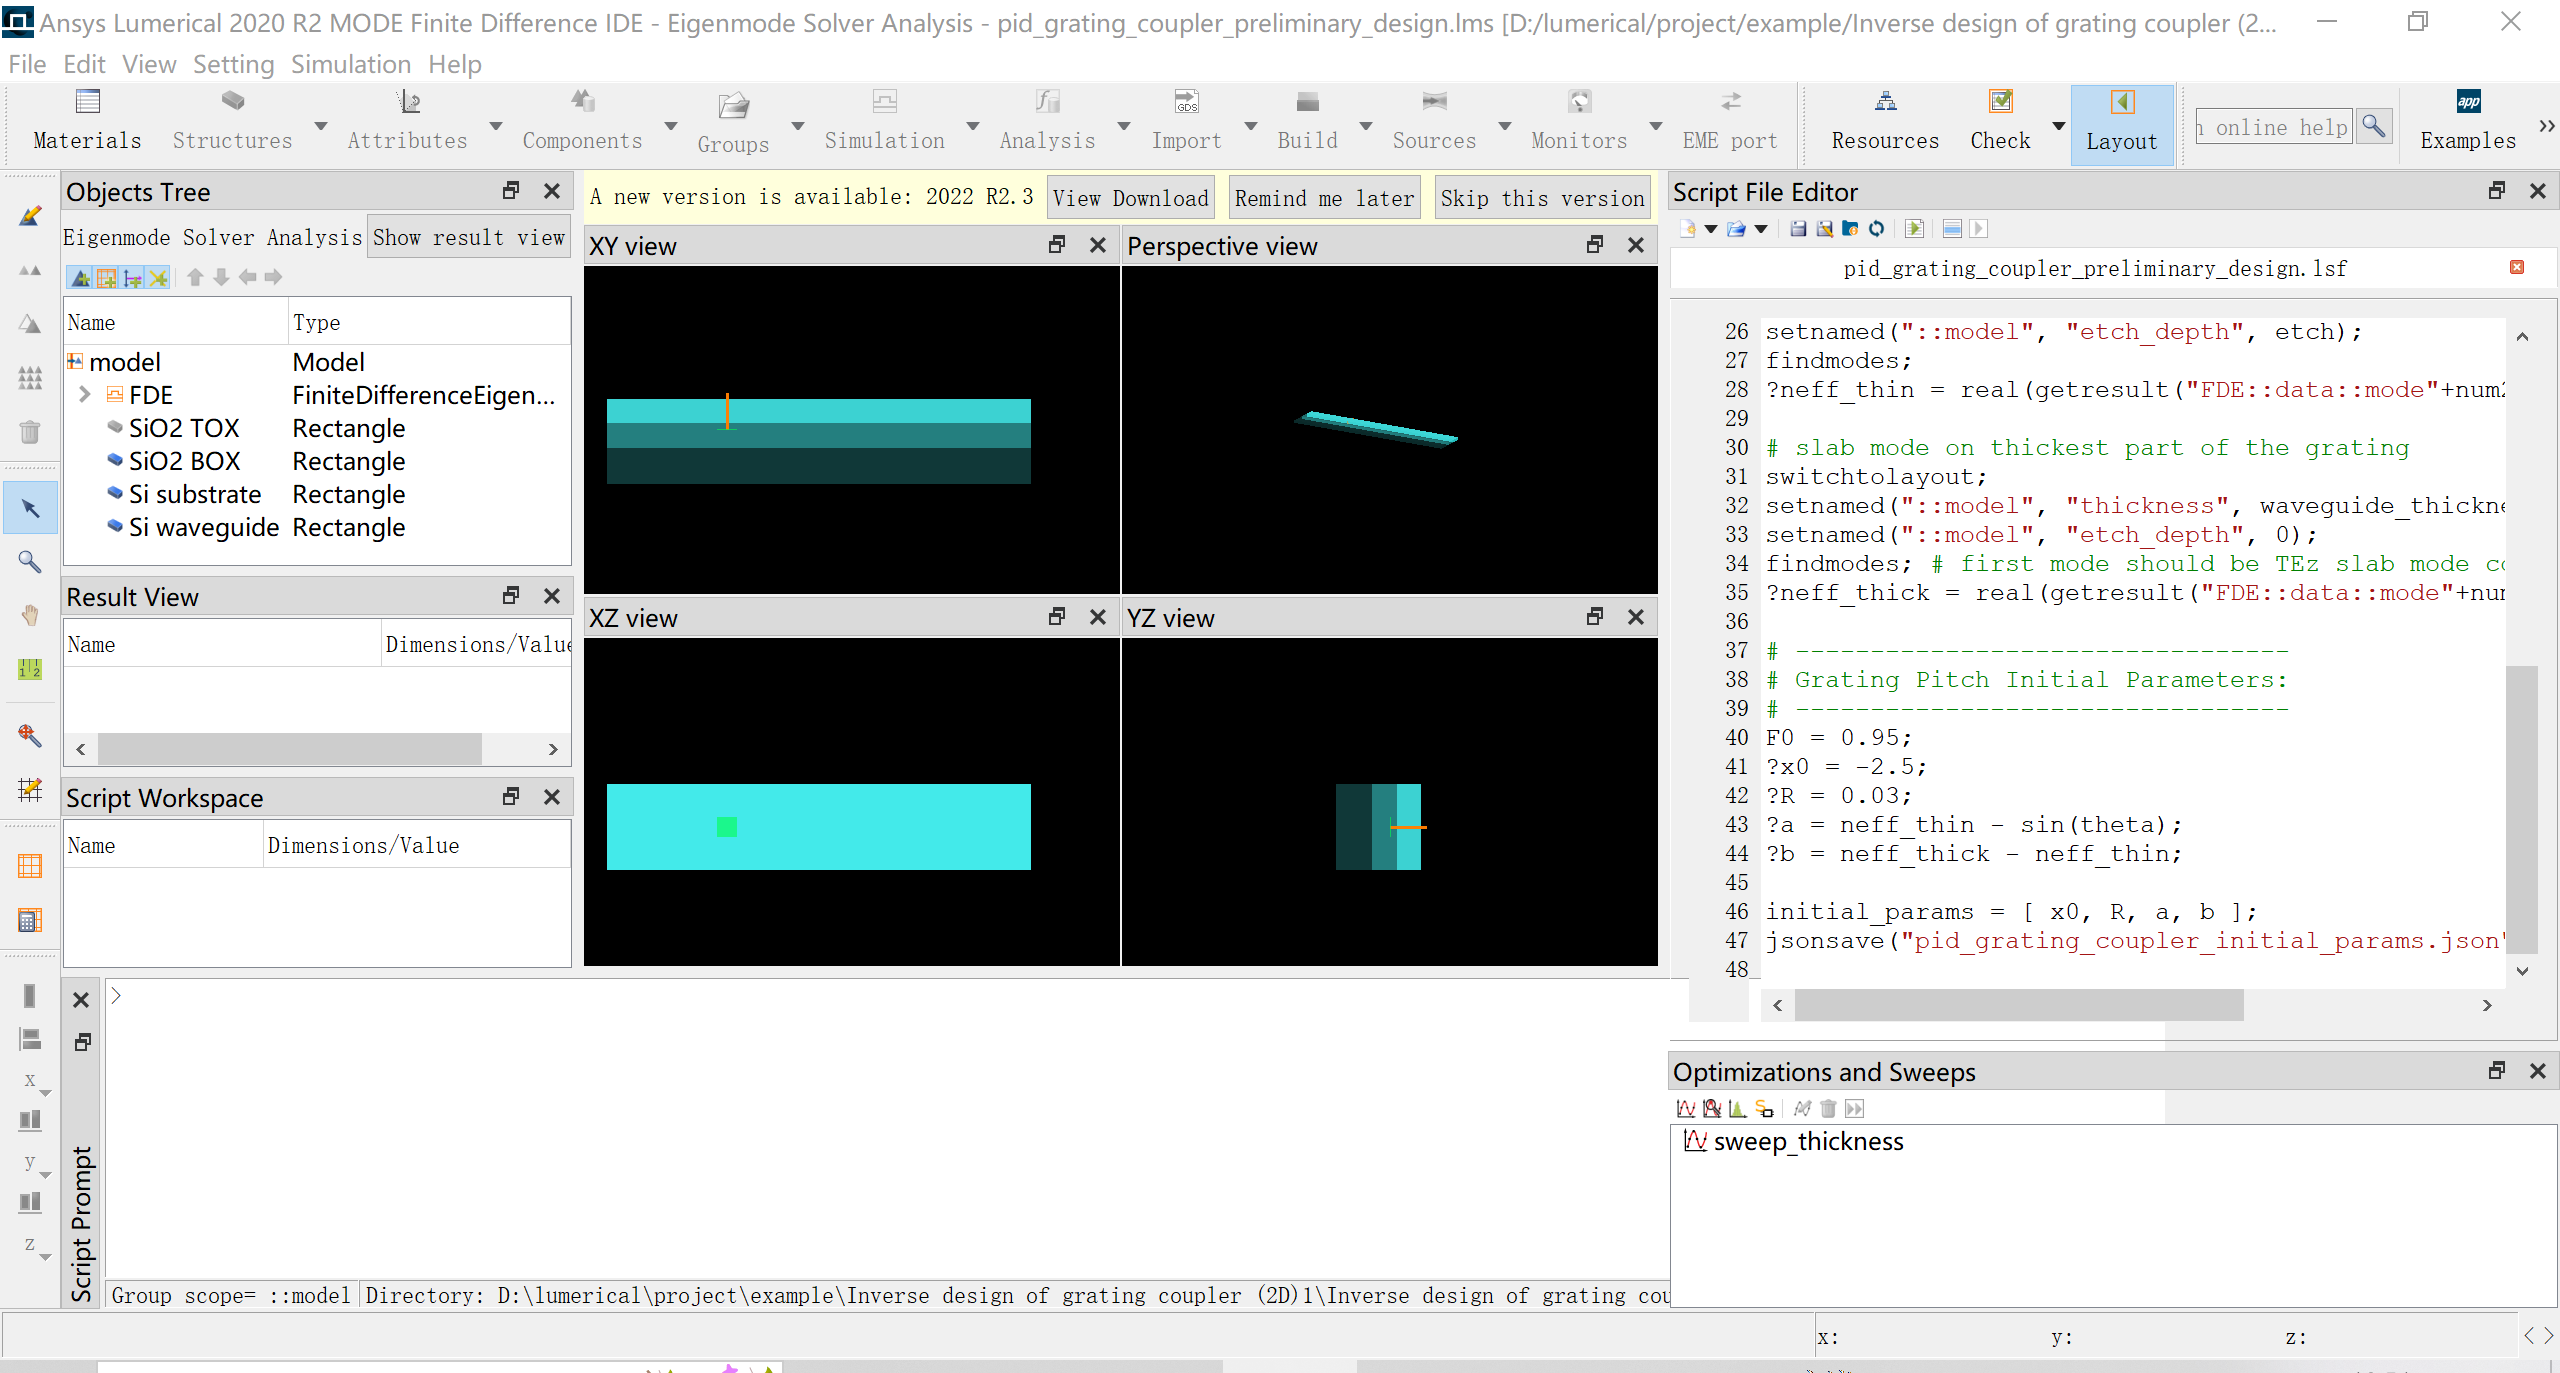 Ansys Lumerical 2020 R2 MODE Finite Difference IDE - Eigenmode Solver Analysis - pid_grating_coupler_preliminary_design.lms [D:/lumerical/project/example/Inverse design of grating coupler (2...
File Edit View Setting Simulation Help
Materials Structures Attributes Components Groups Simulation Analysis Import Build Sources Monitors EME port Resources Check Layout online help Examples
GDS
app
Objects Tree
Eigenmode Solver Analysis Show result view
Name Type
model Model
FDE FiniteDifferenceEigen...
SiO2 TOX Rectangle
SiO2 BOX Rectangle
Si substrate Rectangle
Si waveguide Rectangle
Result View
Name Dimensions/Value
Script Workspace
Name Dimensions/Value
A new version is available: 2022 R2.3 View Download Remind me later Skip this version
XY view
Perspective view
XZ view
YZ view
Script File Editor
pid_grating_coupler_preliminary_design.lsf
26 setnamed("::model", "etch_depth", etch);
27 findmodes;
28 ?neff_thin = real(getresult("FDE::data::mode"+num2
29
30 # slab mode on thickest part of the grating
31 switchtolayout;
32 setnamed("::model", "thickness", waveguide_thickne
33 setnamed("::model", "etch_depth", 0);
34 findmodes; # first mode should be TEz slab mode co
35 ?neff_thick = real(getresult("FDE::data::mode"+num
36
37 # ---------------------------------
38 # Grating Pitch Initial Parameters:
39 # ---------------------------------
40 F0 = 0.95;
41 ?x0 = -2.5;
42 ?R = 0.03;
43 ?a = neff_thin - sin(theta);
44 ?b = neff_thick - neff_thin;
45
46 initial_params = [ x0, R, a, b ];
47 jsonsave("pid_grating_coupler_initial_params.json"
48
Optimizations and Sweeps
sweep_thickness
x
y
z
Script Prompt
>
Group scope= ::model Directory: D:\lumerical\project\example\Inverse design of grating coupler (2D)1\Inverse design of grating cou
x: y: z: